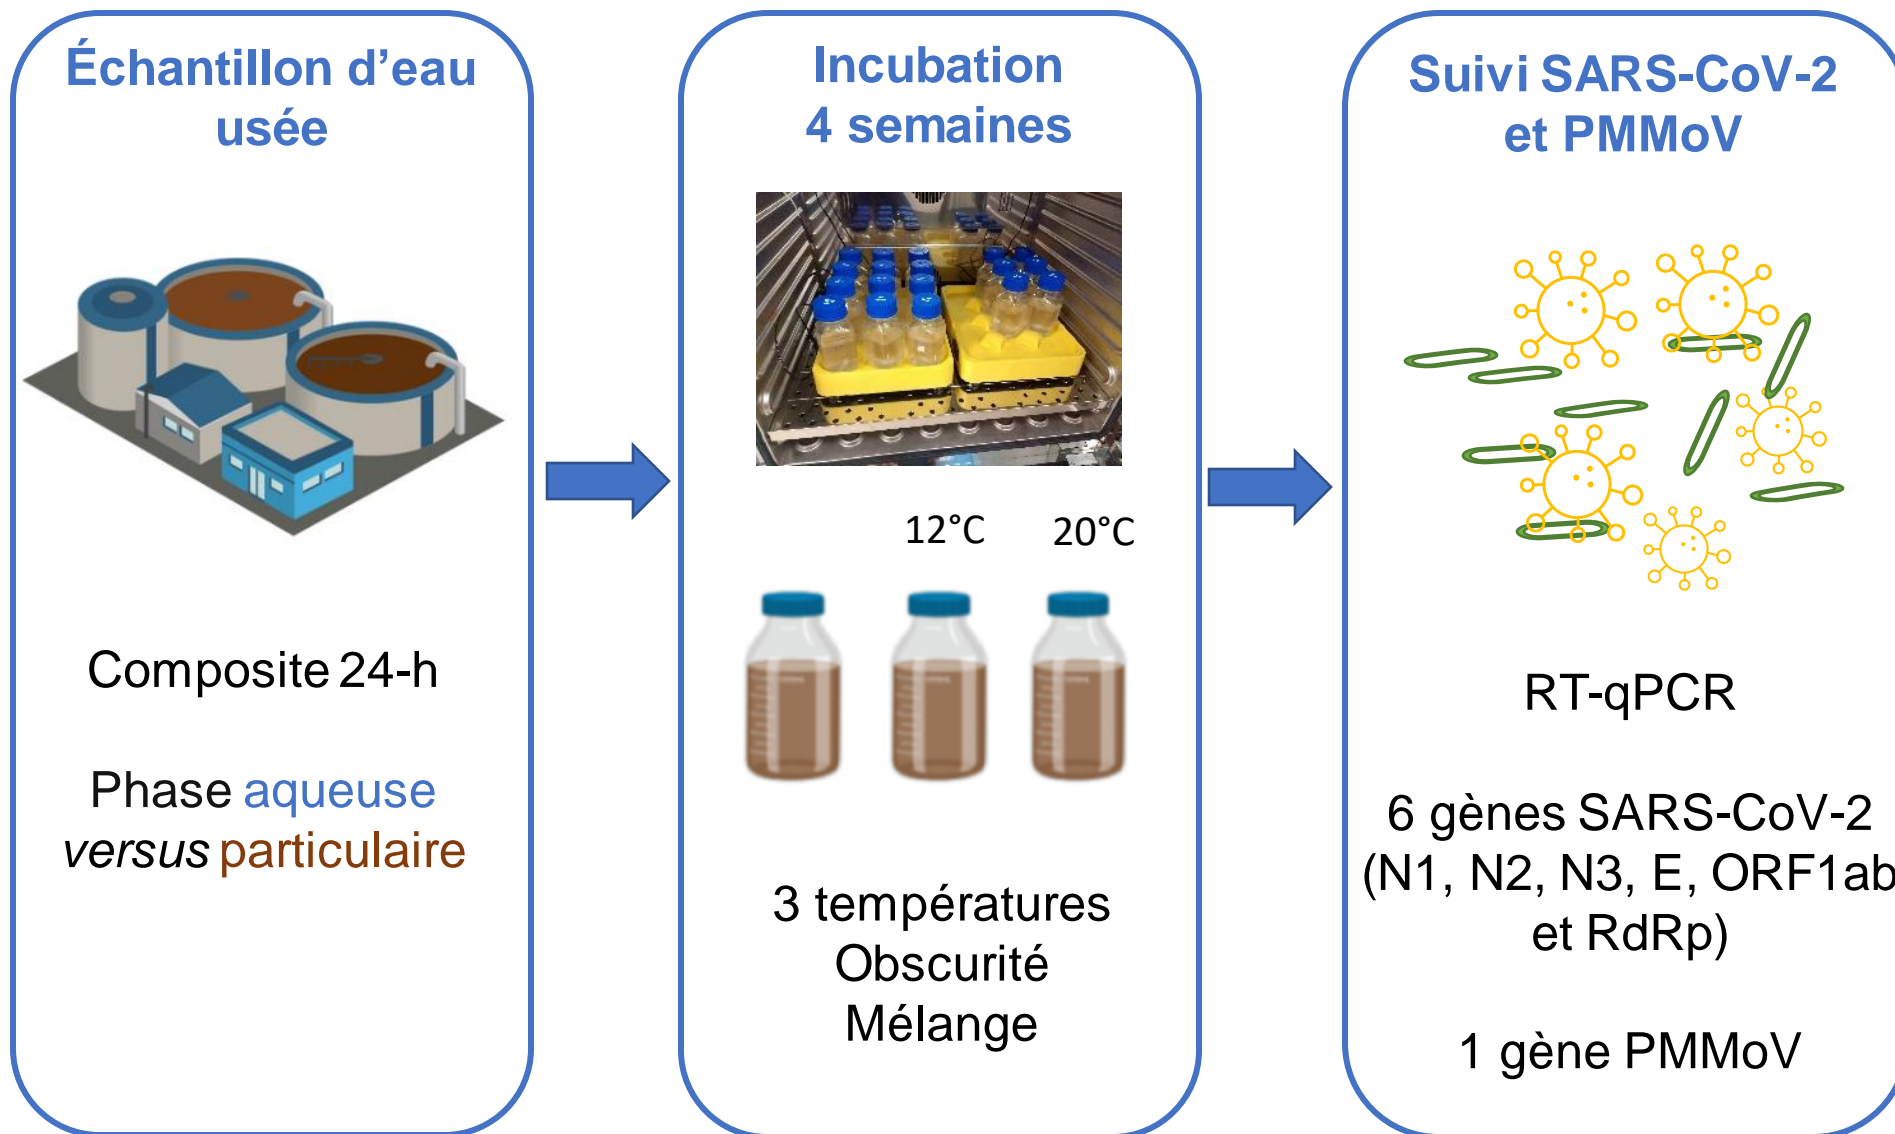 Échantillon d’eau
usée
Composite 24-h
Phase aqueuse
versus particulaire
Incubation
4 semaines
12°C 20°C
3 températures
Obscurité
Mélange
Suivi SARS-CoV-2
et PMMoV
RT-qPCR
6 gènes SARS-CoV-2
(N1, N2, N3, E, ORF1ab
et RdRp)
1 gène PMMoV